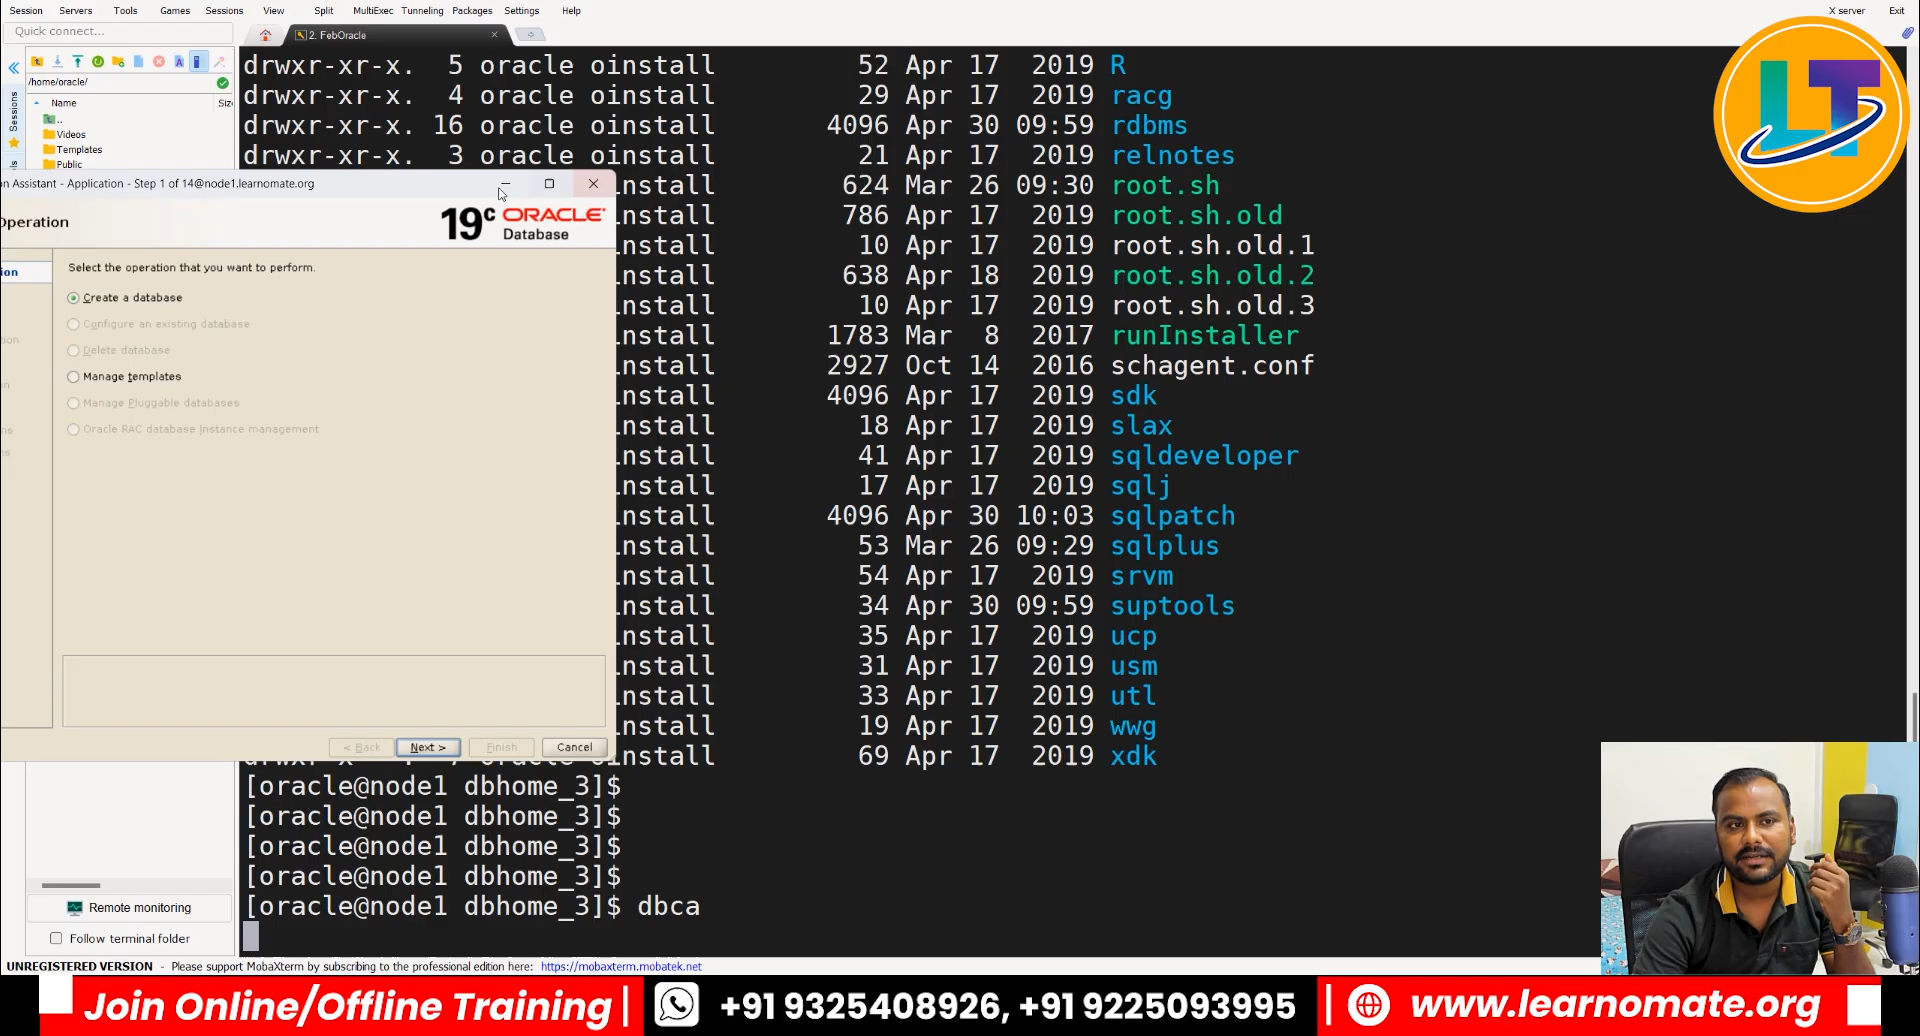 Session Servers Tools Games Sessions View Split MultiExec Tunneling Packages Settings Help X server Exit
Quick connect...
2. FebOracle
/home/oracle/
Name
..
Videos
Templates
Public
Sessions
drwxr-xr-x. 5 oracle oinstall 52 Apr 17 2019 R
drwxr-xr-x. 4 oracle oinstall 29 Apr 17 2019 racg
drwxr-xr-x. 16 oracle oinstall 4096 Apr 30 09:59 rdbms
drwxr-xr-x. 3 oracle oinstall 21 Apr 17 2019 relnotes
nstall 624 Mar 26 09:30 root.sh
nstall 786 Apr 17 2019 root.sh.old
nstall 10 Apr 17 2019 root.sh.old.1
nstall 638 Apr 18 2019 root.sh.old.2
nstall 10 Apr 17 2019 root.sh.old.3
nstall 1783 Mar 8 2017 runInstaller
nstall 2927 Oct 14 2016 schagent.conf
nstall 4096 Apr 17 2019 sdk
nstall 18 Apr 17 2019 slax
nstall 41 Apr 17 2019 sqldeveloper
nstall 17 Apr 17 2019 sqlj
nstall 4096 Apr 30 10:03 sqlpatch
nstall 53 Mar 26 09:29 sqlplus
nstall 54 Apr 17 2019 srvm
nstall 34 Apr 30 09:59 suptools
nstall 35 Apr 17 2019 ucp
nstall 31 Apr 17 2019 usm
nstall 33 Apr 17 2019 utl
nstall 19 Apr 17 2019 wwg
nstall 69 Apr 17 2019 xdk
[oracle@node1 dbhome_3]$
[oracle@node1 dbhome_3]$
[oracle@node1 dbhome_3]$
[oracle@node1 dbhome_3]$
[oracle@node1 dbhome_3]$ dbca
an Assistant - Application - Step 1 of 14@node1.learnomate.org
Operation
19c ORACLE
Database
Select the operation that you want to perform.
Create a database
Configure an existing database
Delete database
Manage templates
Manage Pluggable databases
Oracle RAC database instance management
< Back Next > Finish Cancel
Remote monitoring
Follow terminal folder
UNREGISTERED VERSION - Please support MobaXterm by subscribing to the professional edition here: https://mobaxterm.mobatek.net
LT
Join Online/Offline Training | +91 9325408926, +91 9225093995 | www.learnomate.org